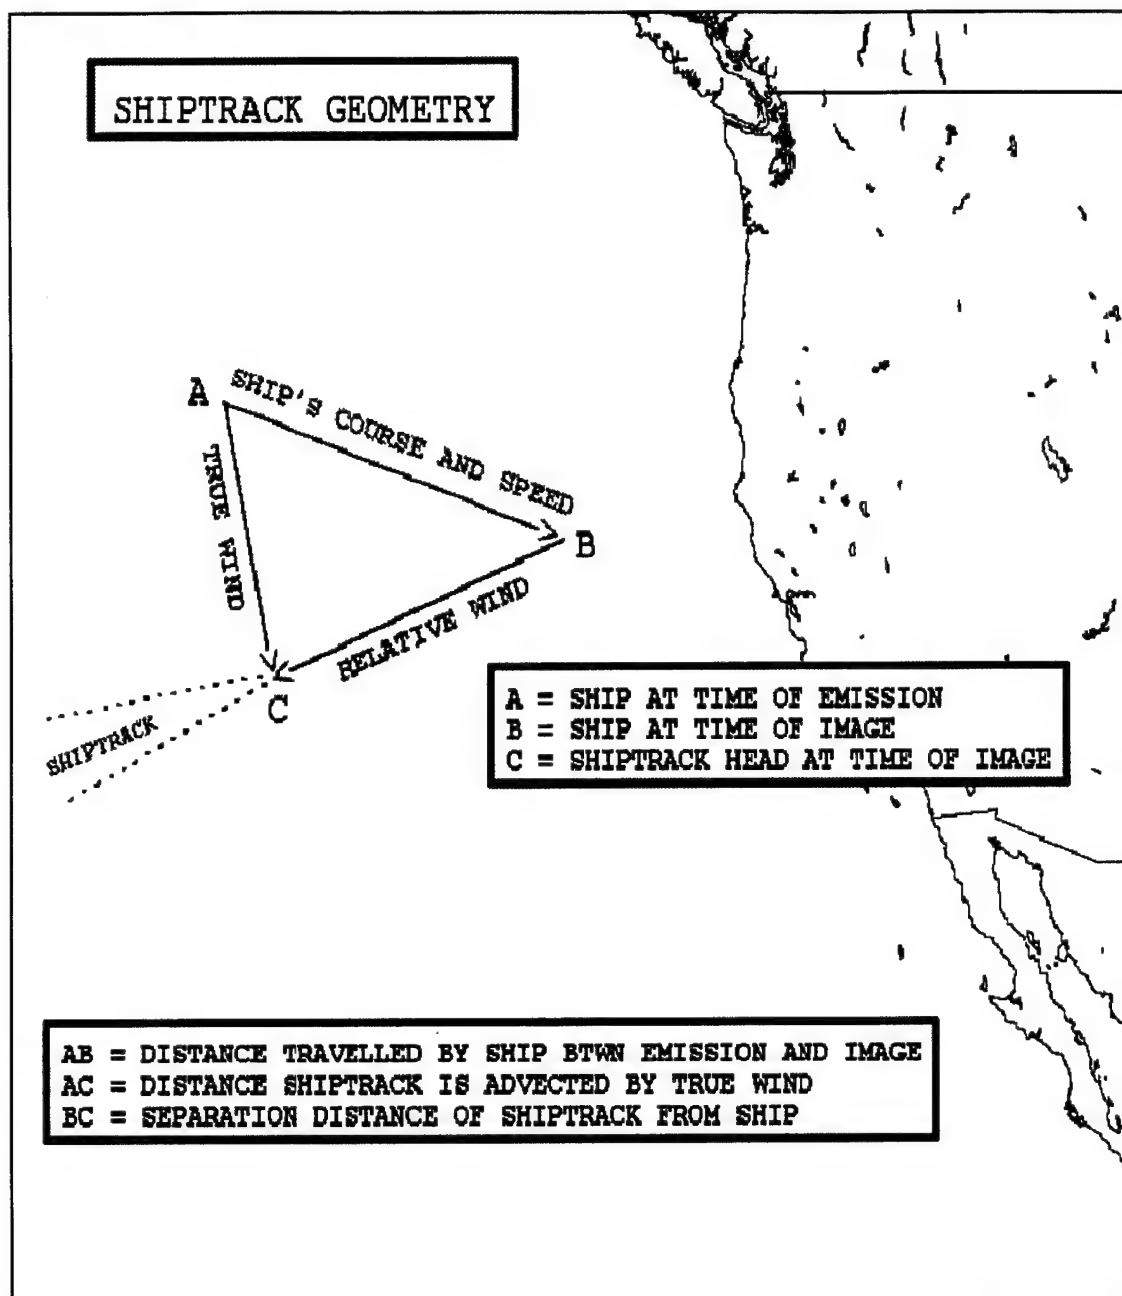 SHIPTRACK GEOMETRY
A
SHIP'S COURSE AND SPEED
TRUE WIND
B
RELATIVE WIND
C
SHIPTRACK
A = SHIP AT TIME OF EMISSION
B = SHIP AT TIME OF IMAGE
C = SHIPTRACK HEAD AT TIME OF IMAGE
AB = DISTANCE TRAVELLED BY SHIP BTWN EMISSION AND IMAGE
AC = DISTANCE SHIPTRACK IS ADVECTED BY TRUE WIND
BC = SEPARATION DISTANCE OF SHIPTRACK FROM SHIP